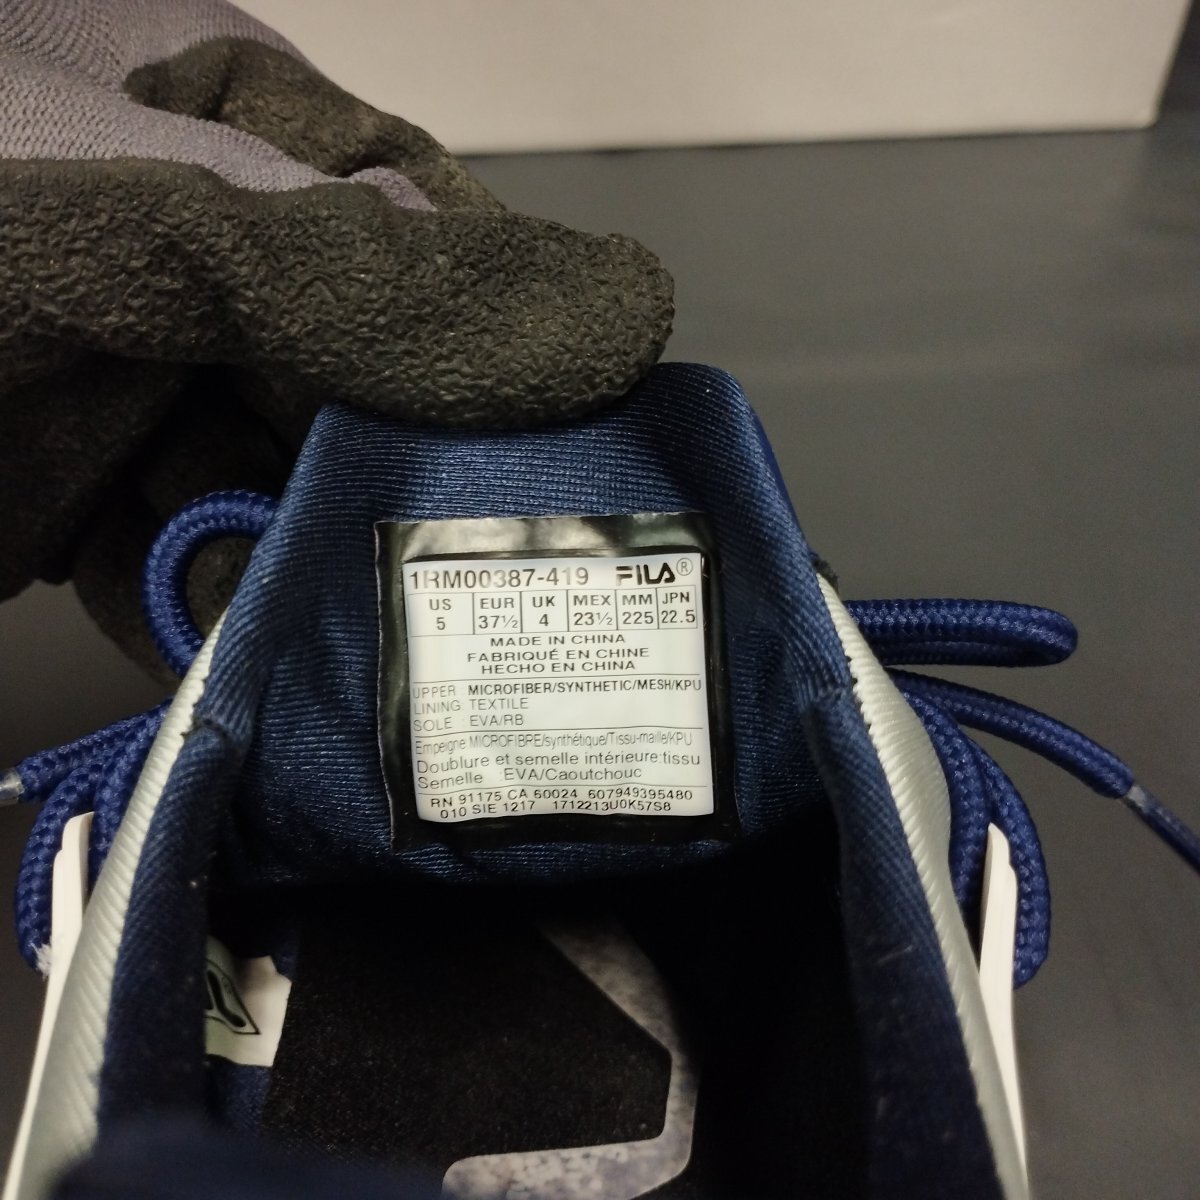 1RM00387-419 FILA®
US EUR UK MEX MM JPN
5 37½ 4 23½ 225 22.5
MADE IN CHINA
FABRIQUÉ EN CHINE
HECHO EN CHINA
UPPER MICROFIBER/SYNTHETIC/MESH/KPU
LINING: TEXTILE
SOLE : EVA/RB
Empeigne MICROFIBRE/synthétique/Tissu-maille/KPU
Doublure et semelle intérieure:tissu
Semelle :EVA/Caoutchouc
RN 91175 CA 60024 607949395480
010 SIE 1217 1712213U0K57S8